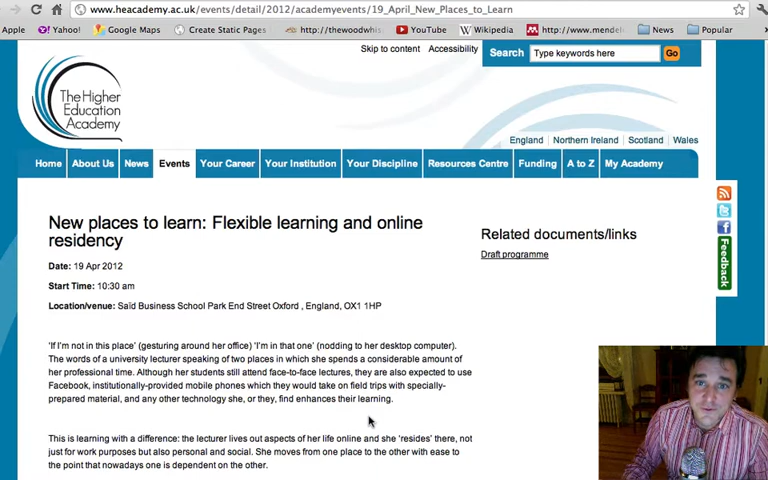 www.heacademy.ac.uk/events/detail/2012/academyevents/19_April_New_Places_to_Learn
Apple Yahoo! Google Maps Create Static Pages http://thewoodwhis YouTube Wikipedia http://www.mendel News Popular
Skip to content Accessibility Search Type keywords here Go
The Higher
Education
Academy
England Northern Ireland Scotland Wales
Home About Us News Events Your Career Your Institution Your Discipline Resources Centre Funding A to Z My Academy
New places to learn: Flexible learning and online
residency
Date: 19 Apr 2012
Start Time: 10:30 am
Location/venue: Saïd Business School Park End Street Oxford , England, OX1 1HP
'If I'm not in this place' (gesturing around her office) 'I'm in that one' (nodding to her desktop computer).
The words of a university lecturer speaking of two places in which she spends a considerable amount of
her professional time. Although her students still attend face-to-face lectures, they are also expected to use
Facebook, institutionally-provided mobile phones which they would take on field trips with specially-
prepared material, and any other technology she, or they, find enhances their learning.
This is learning with a difference: the lecturer lives out aspects of her life online and she 'resides' there, not
just for work purposes but also personal and social. She moves from one place to the other with ease to
the point that nowadays one is dependent on the other.
Related documents/links
Draft programme
Feedback